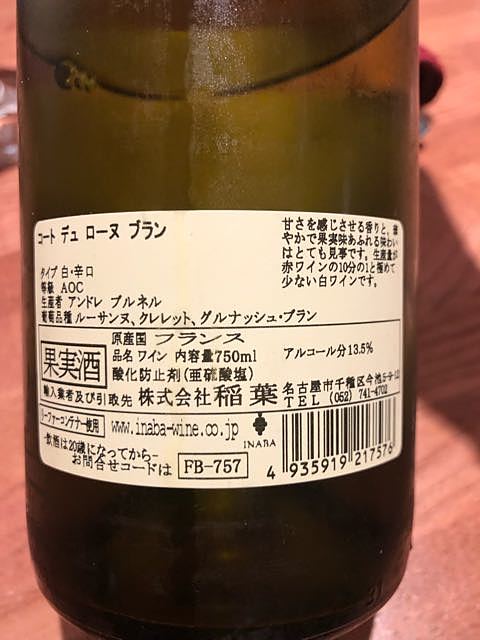 コート デュ ローヌ ブラン
タイプ 白・辛口
等級 AOC
生産者 アンドレ ブルネル
葡萄品種 ルーサンヌ、クレレット、グルナッシュ・ブラン
甘さを感じさせる香りと、華
やかで果実味あふれる味わい
はとても見事です。生産量が
赤ワインの10分の1と極めて
少ない白ワインです。
果実酒
原産国 フランス
品名 ワイン 内容量750ml
アルコール分13.5%
酸化防止剤(亜硫酸塩)
輸入業者及び引取先 株式会社 稲葉
名古屋市千種区今池5-9-12
TEL (052) 741-4702
リーファーコンテナー使用
www.inaba-wine.co.jp
INABA
-飲酒は20歳になってから-
お問合せコードは FB-757
4 935919 217576